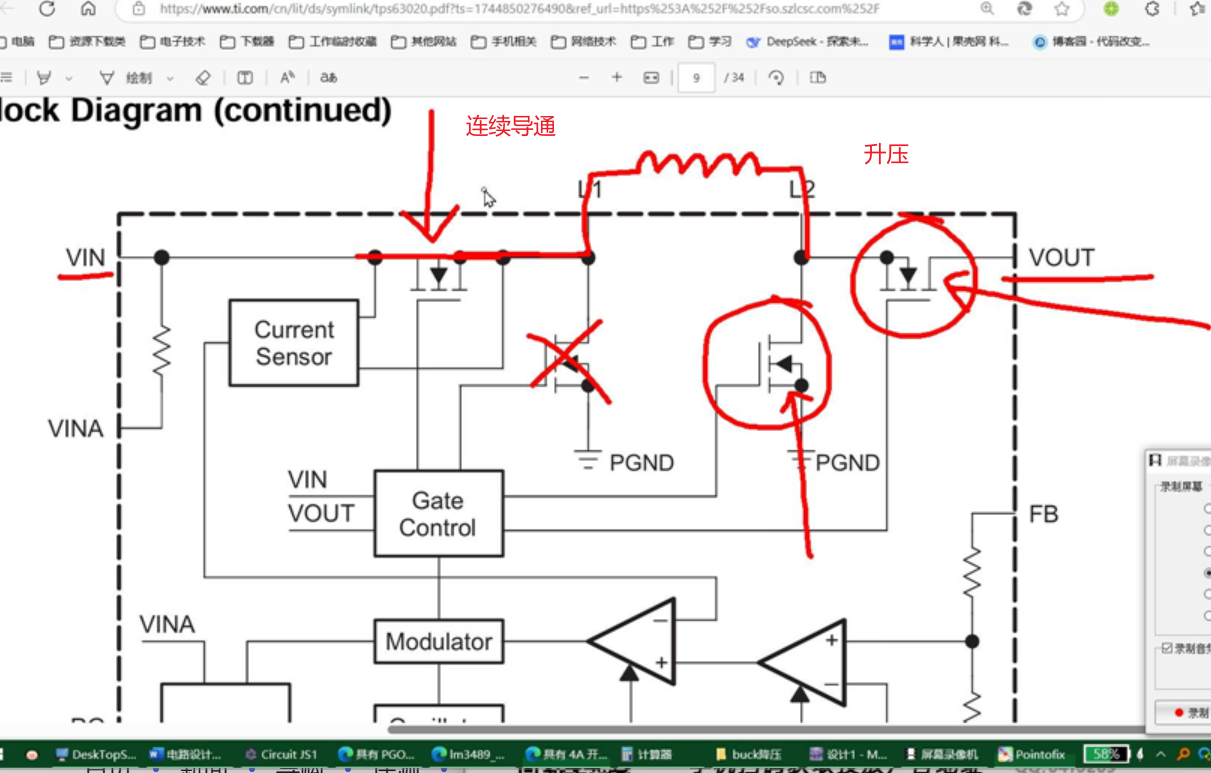 https://www.ti.com/cn/lit/ds/symlink/tps63020.pdf?ts=1744850276490&ref_url=https%253A%252F%252Fso.szlcsc.com%252F
电脑 资源下载类 电子技术 下载器 工作临时收藏 其他网站 手机相关 网络技术 工作 学习 DeepSeek - 探索未... 科学人 | 果壳网 科... 博客园 - 代码改变...
绘制 aあ 9 / 34
lock Diagram (continued)
连续导通
升压
L1 L2
VIN VOUT
Current
Sensor
VINA
PGND PGND
VIN
VOUT
Gate
Control
FB
VINA
Modulator
屏幕录像
录制屏幕
录制音频
录制
DeskTopS... 电路设计... Circuit JS1 具有 PGO... lm3489_... 具有 4A 开... 计算器 buck降压 设计1 - M... 屏幕录像机 Pointofix 58%